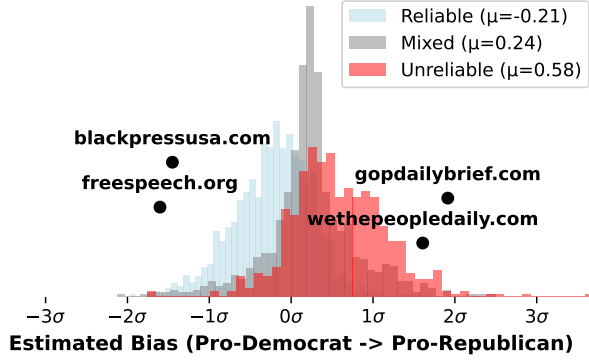 Reliable (μ=-0.21)
Mixed (μ=0.24)
Unreliable (μ=0.58)
blackpressusa.com
freespeech.org
gopdailybrief.com
wethepeopledaily.com
−3σ −2σ −1σ 0σ 1σ 2σ 3σ
Estimated Bias (Pro-Democrat -> Pro-Republican)